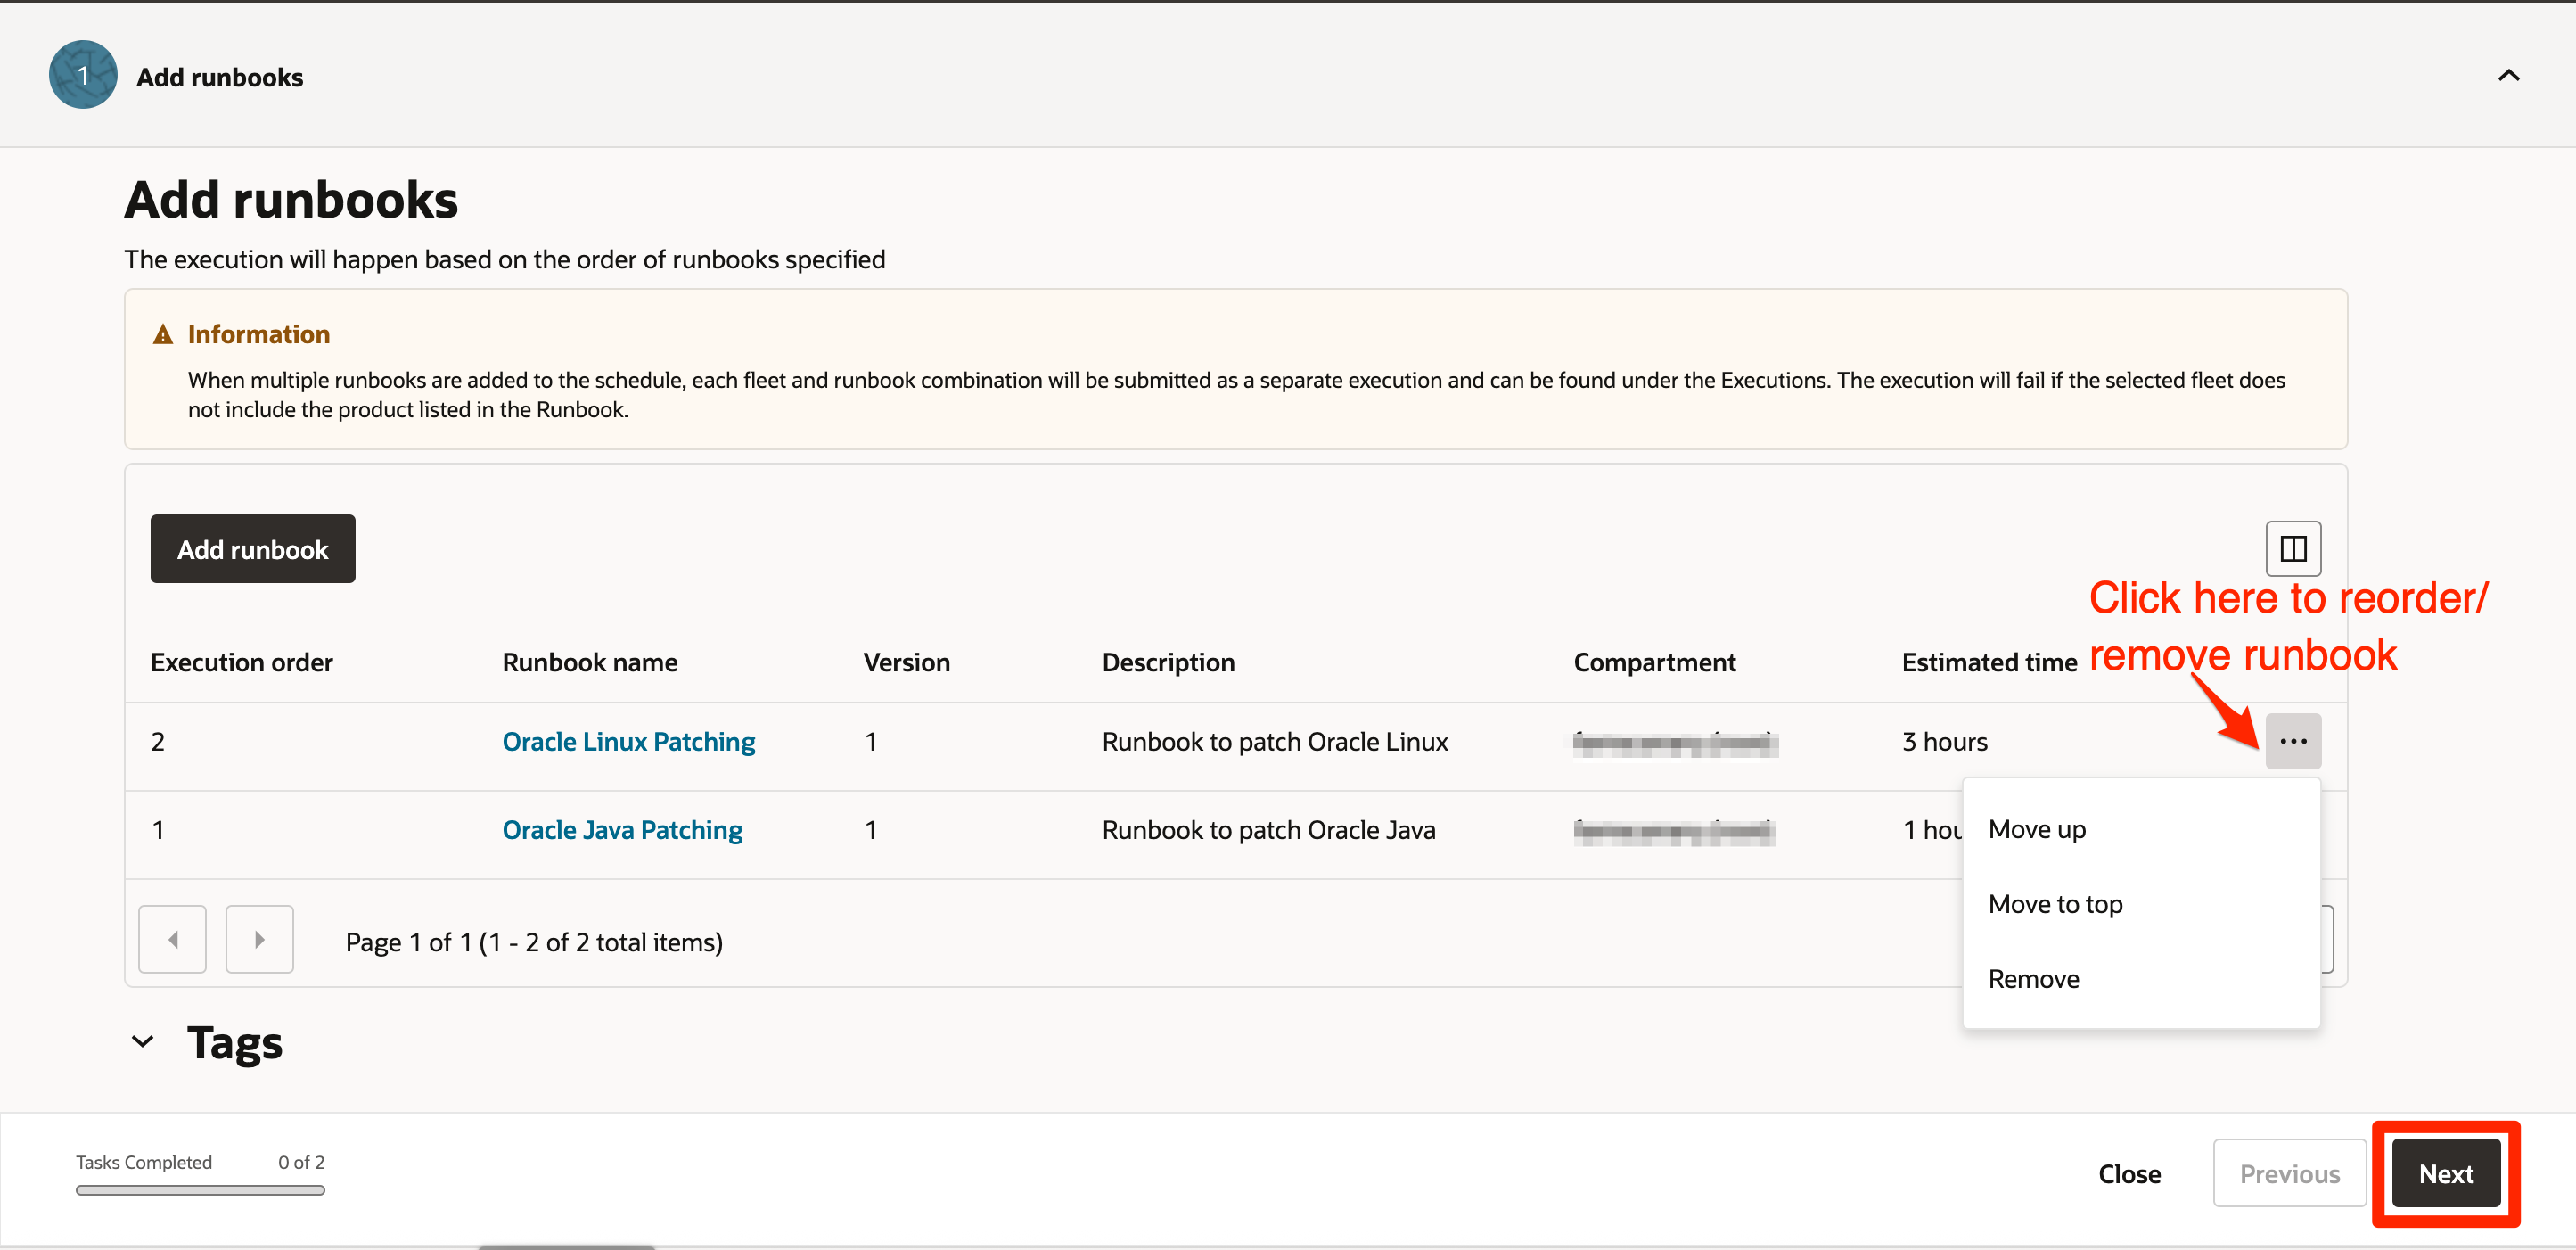 1 Add runbooks
Add runbooks
The execution will happen based on the order of runbooks specified
Information
When multiple runbooks are added to the schedule, each fleet and runbook combination will be submitted as a separate execution and can be found under the Executions. The execution will fail if the selected fleet does
not include the product listed in the Runbook.
Add runbook
Click here to reorder/
remove runbook
Execution order Runbook name Version Description Compartment Estimated time
2 Oracle Linux Patching 1 Runbook to patch Oracle Linux 3 hours
1 Oracle Java Patching 1 Runbook to patch Oracle Java 1 hou
Move up
Move to top
Remove
Page 1 of 1 (1 - 2 of 2 total items)
Tags
Tasks Completed 0 of 2
Close Previous Next